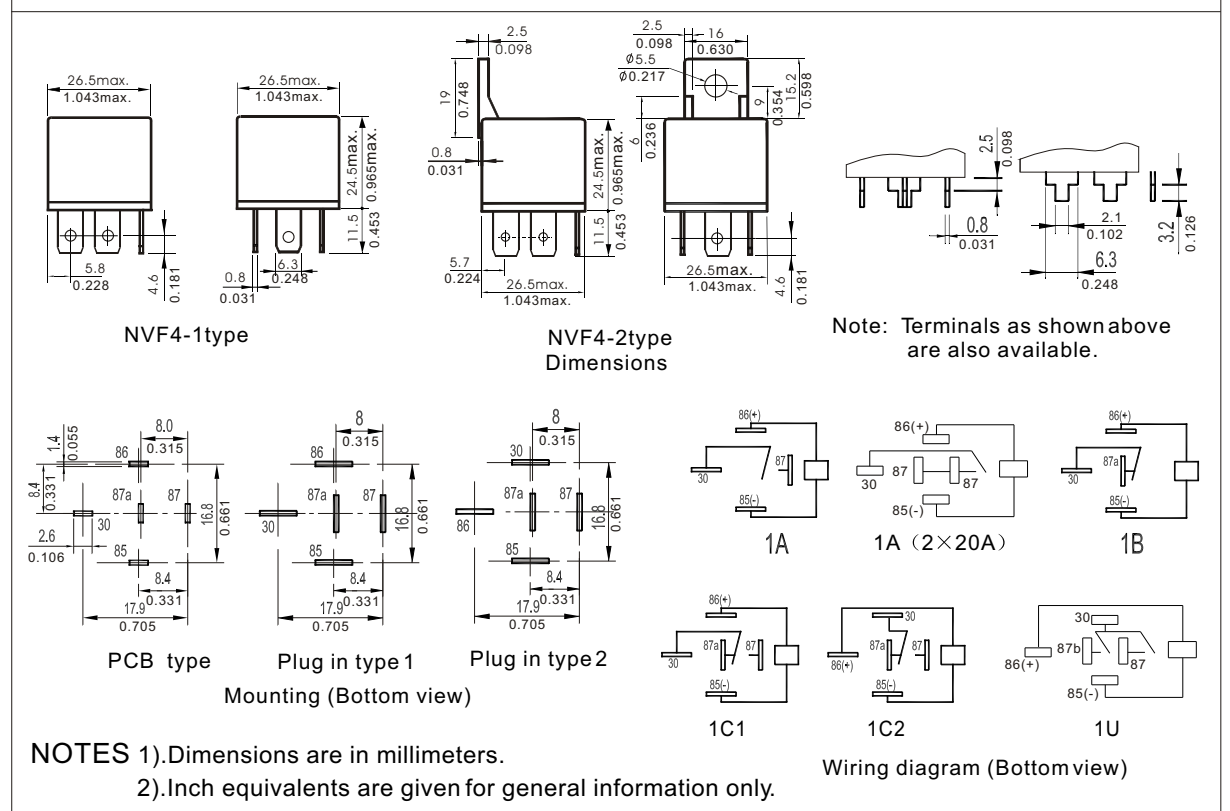 26.5max.
1.043max.
26.5max.
1.043max.
24.5max.
0.965max.
11.5
0.453
5.8
0.228
4.6
0.181
0.8
0.031
6.3
0.248
NVF4-1type
2.5
0.098
19
0.748
0.8
0.031
24.5max.
0.965max.
11.5
0.453
5.7
0.224
26.5max.
1.043max.
2.5
0.098
16
0.630
Ø5.5
Ø0.217
6
0.236
9
0.354
15.2
0.598
26.5max.
1.043max.
4.6
0.181
NVF4-2type
Dimensions
2.5
0.098
0.8
0.031
2.1
0.102
6.3
0.248
3.2
0.126
Note: Terminals as shown above
are also available.
1.4
0.055
8.0
0.315
86
8.4
0.331
87a
87
30
16.8
0.661
2.6
0.106
85
8.4
0.331
17.9
0.705
PCB type
8
0.315
86
87a
87
30
16.8
0.661
85
8.4
0.331
17.9
0.705
Plug in type 1
8
0.315
30
87a
87
86
16.8
0.661
85
8.4
0.331
17.9
0.705
Plug in type 2
Mounting (Bottom view)
86(+)
30
87
85(-)
1A
86(+)
30
87
87
85(-)
1A（2×20A）
86(+)
30
87a
85(-)
1B
86(+)
30
87a
87
85(-)
1C1
30
86(+)
87a
87
85(-)
1C2
30
86(+)
87b
87
85(-)
1U
Wiring diagram (Bottom view)
NOTES 1).Dimensions are in millimeters.
2).Inch equivalents are given for general information only.